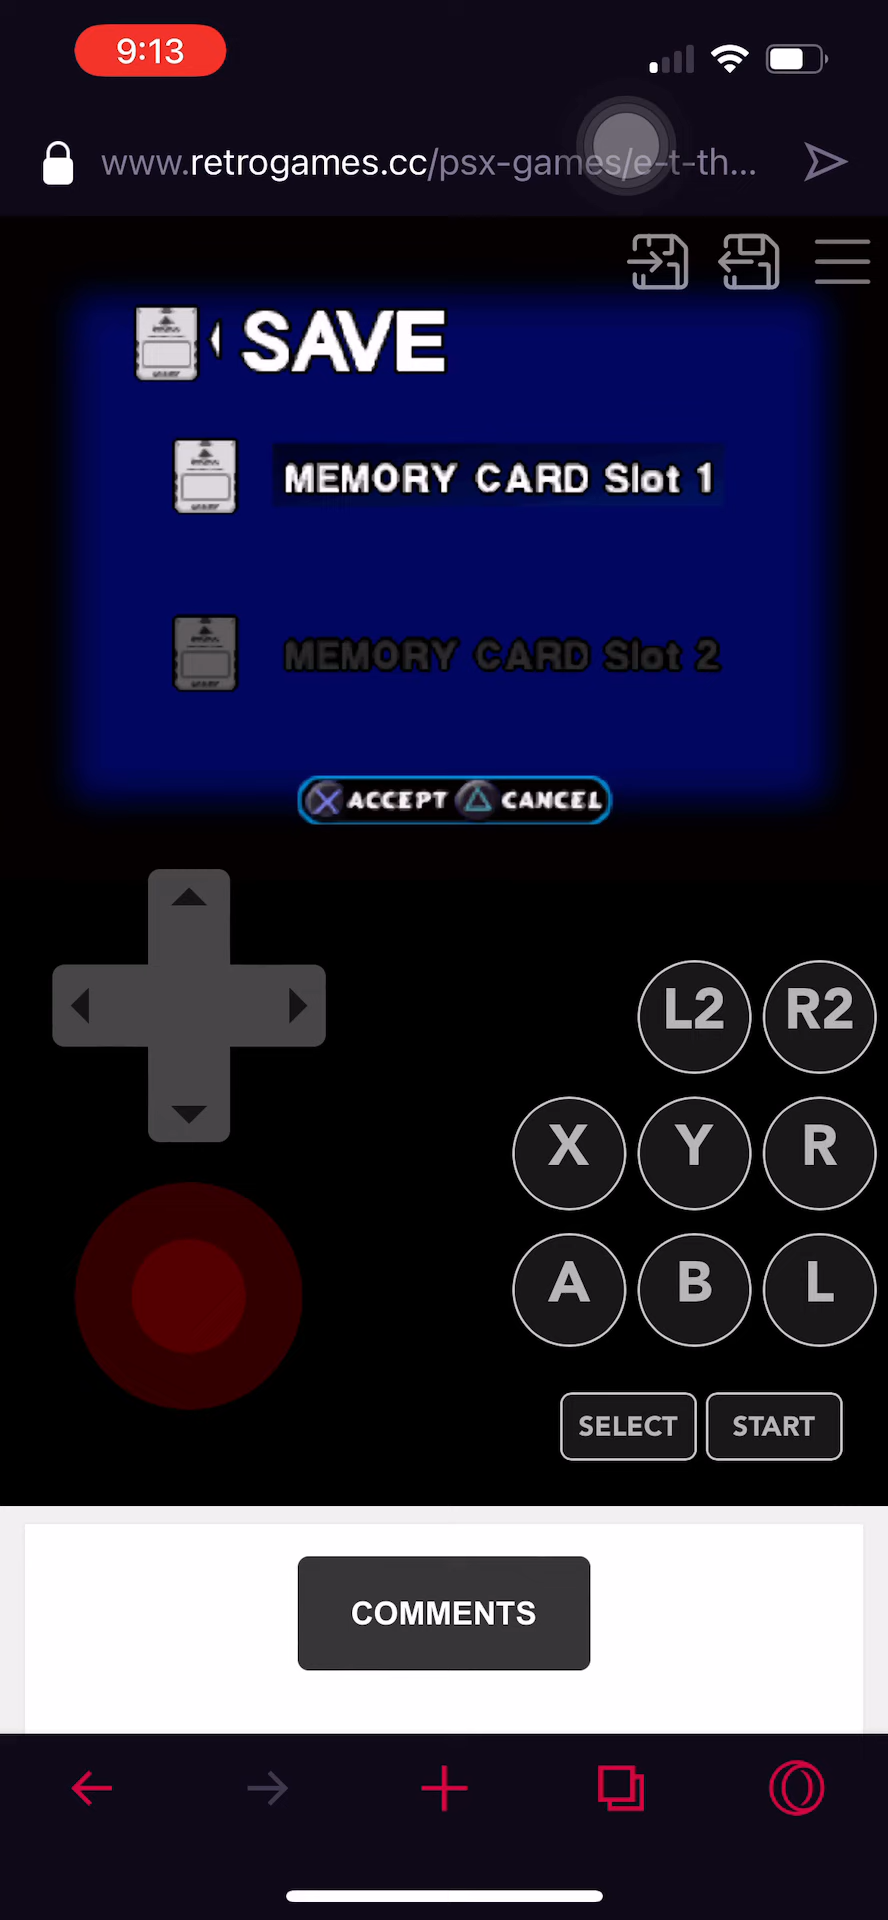 9:13
www.retrogames.cc/psx-games/e-t-th...
SAVE
MEMORY CARD Slot 1
MEMORY CARD Slot 2
ACCEPT CANCEL
L2 R2
X Y R
A B L
SELECT START
COMMENTS